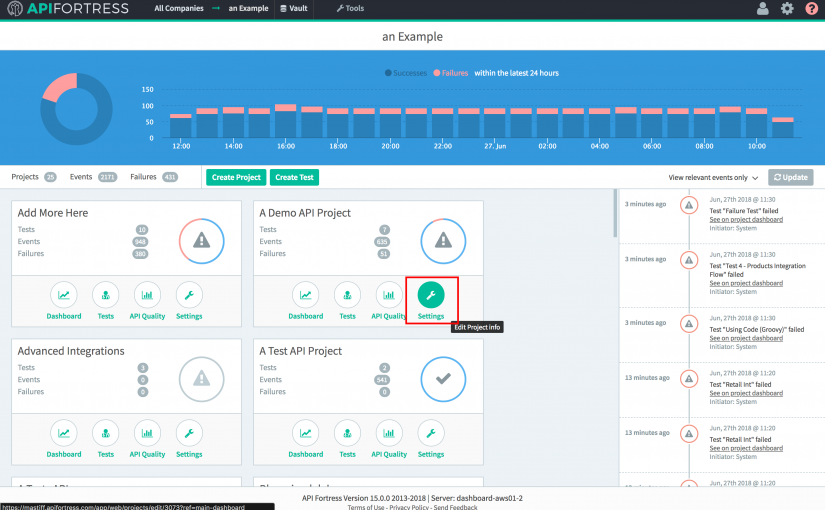 APIFORTRESS All Companies → an Example Vault Tools ?
an Example
Successes Failures within the latest 24 hours
150
100
50
0
12:00 14:00 16:00 18:00 20:00 22:00 27. Jun 02:00 04:00 06:00 08:00 10:00
Projects 25 Events 2171 Failures 431 Create Project Create Test View relevant events only Update
Add More Here
Tests 10
Events 948
Failures 380
Dashboard Tests API Quality Settings
A Demo API Project
Tests 7
Events 635
Failures 51
Dashboard Tests API Quality Settings
Edit Project info
Advanced Integrations
Tests 3
Events 0
Failures 0
Dashboard Tests API Quality Settings
A Test API Project
Tests 2
Events 541
Failures 0
Dashboard Tests API Quality Settings
3 minutes ago
Jun, 27th 2018 @ 11:30
Test "Failure Test" failed
See on project dashboard
Initiator: System
3 minutes ago
Jun, 27th 2018 @ 11:30
Test "Test 4 - Products Integration
Flow" failed
See on project dashboard
Initiator: System
3 minutes ago
Jun, 27th 2018 @ 11:30
Test "Using Code (Groovy)" failed
See on project dashboard
Initiator: System
13 minutes ago
Jun, 27th 2018 @ 11:20
Test "Retail Int" failed
See on project dashboard
Initiator: System
13 minutes ago
Jun, 27th 2018 @ 11:20
Test "Retail Int" failed
See on project dashboard
Initiator: System
API Fortress Version 15.0.0 2013-2018 | Server: dashboard-aws01-2
Terms of Use - Privacy Policy - Send Feedback
https://mastiff.apifortress.com/app/web/projects/edit/3073?ref=main-dashboard